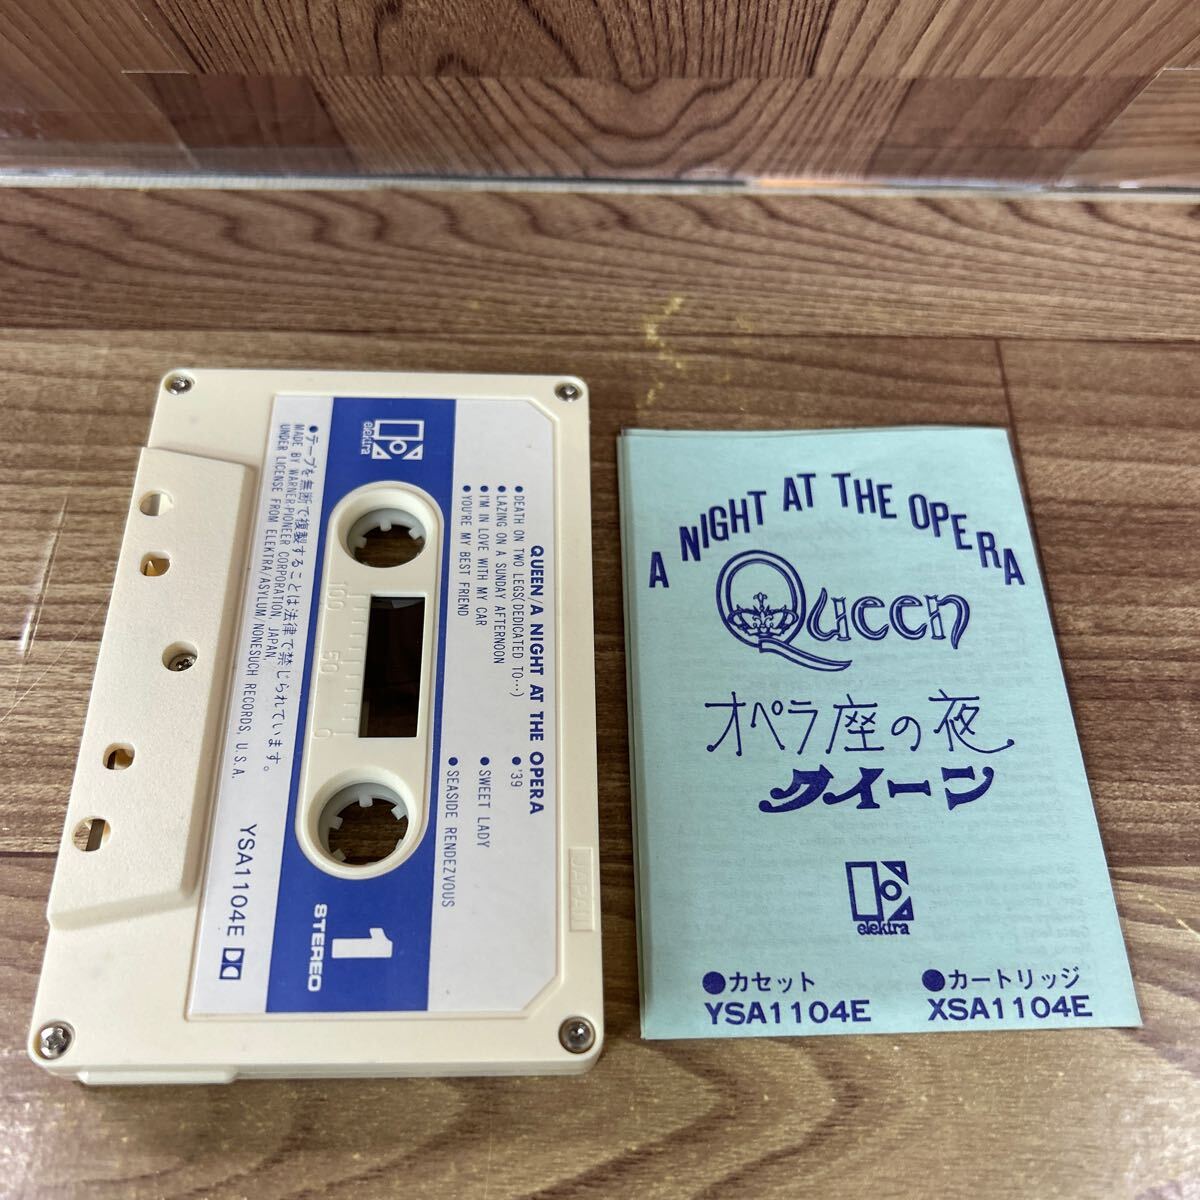 elektra
QUEEN/A NIGHT AT THE OPERA
●DEATH ON TWO LEGS(DEDICATED TO…)
●LAZING ON A SUNDAY AFTERNOON
●I'M IN LOVE WITH MY CAR
●YOU'RE MY BEST FRIEND
●'39
●SWEET LADY
●SEASIDE RENDEZVOUS
100 50 0
1
STEREO
●テープを無断で複製することは法律で禁じられています。
MADE BY WARNER-PIONEER CORPORATION, JAPAN,
UNDER LICENSE FROM ELEKTRA/ASYLUM/NONESUCH RECORDS, U.S.A.
YSA1104E
JAPAN
A NIGHT AT THE OPERA
Queen
オペラ座の夜
クイーン
elektra
●カセット
YSA1104E
●カートリッジ
XSA1104E